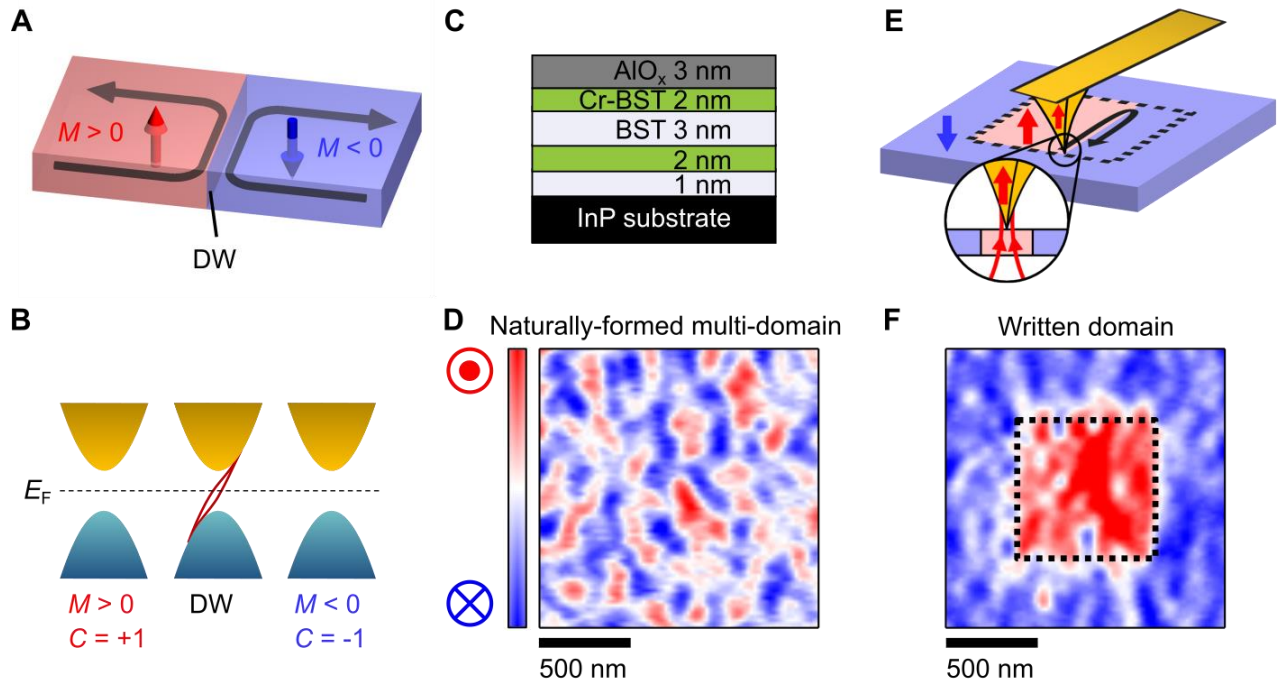 A
M > 0
M < 0
DW
B
E_F
M > 0
C = +1
DW
M < 0
C = -1
C
AlOₓ 3 nm
Cr-BST 2 nm
BST 3 nm
2 nm
1 nm
InP substrate
D
Naturally-formed multi-domain
500 nm
E
F
Written domain
500 nm